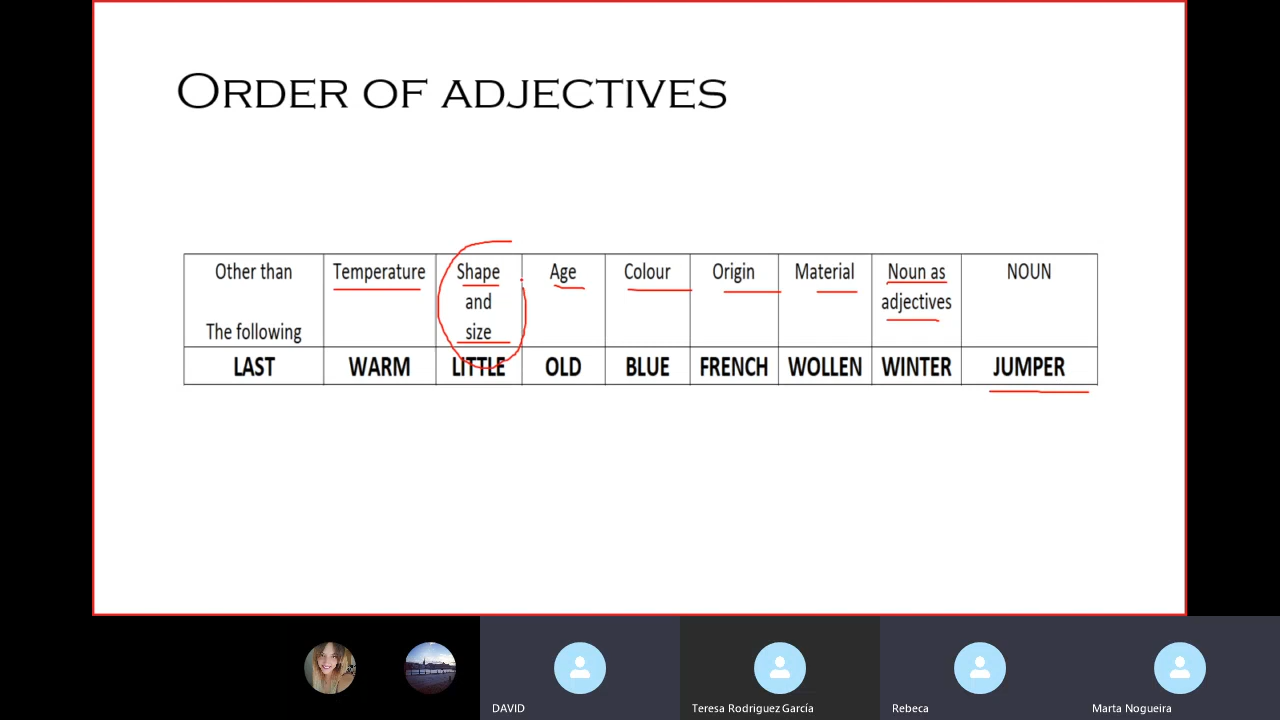 ORDER OF ADJECTIVES
Other than Temperature Shape Age Colour Origin Material Noun as NOUN
and adjectives
The following size
LAST WARM LITTLE OLD BLUE FRENCH WOLLEN WINTER JUMPER
DAVID Teresa Rodriguez García Rebeca Marta Nogueira